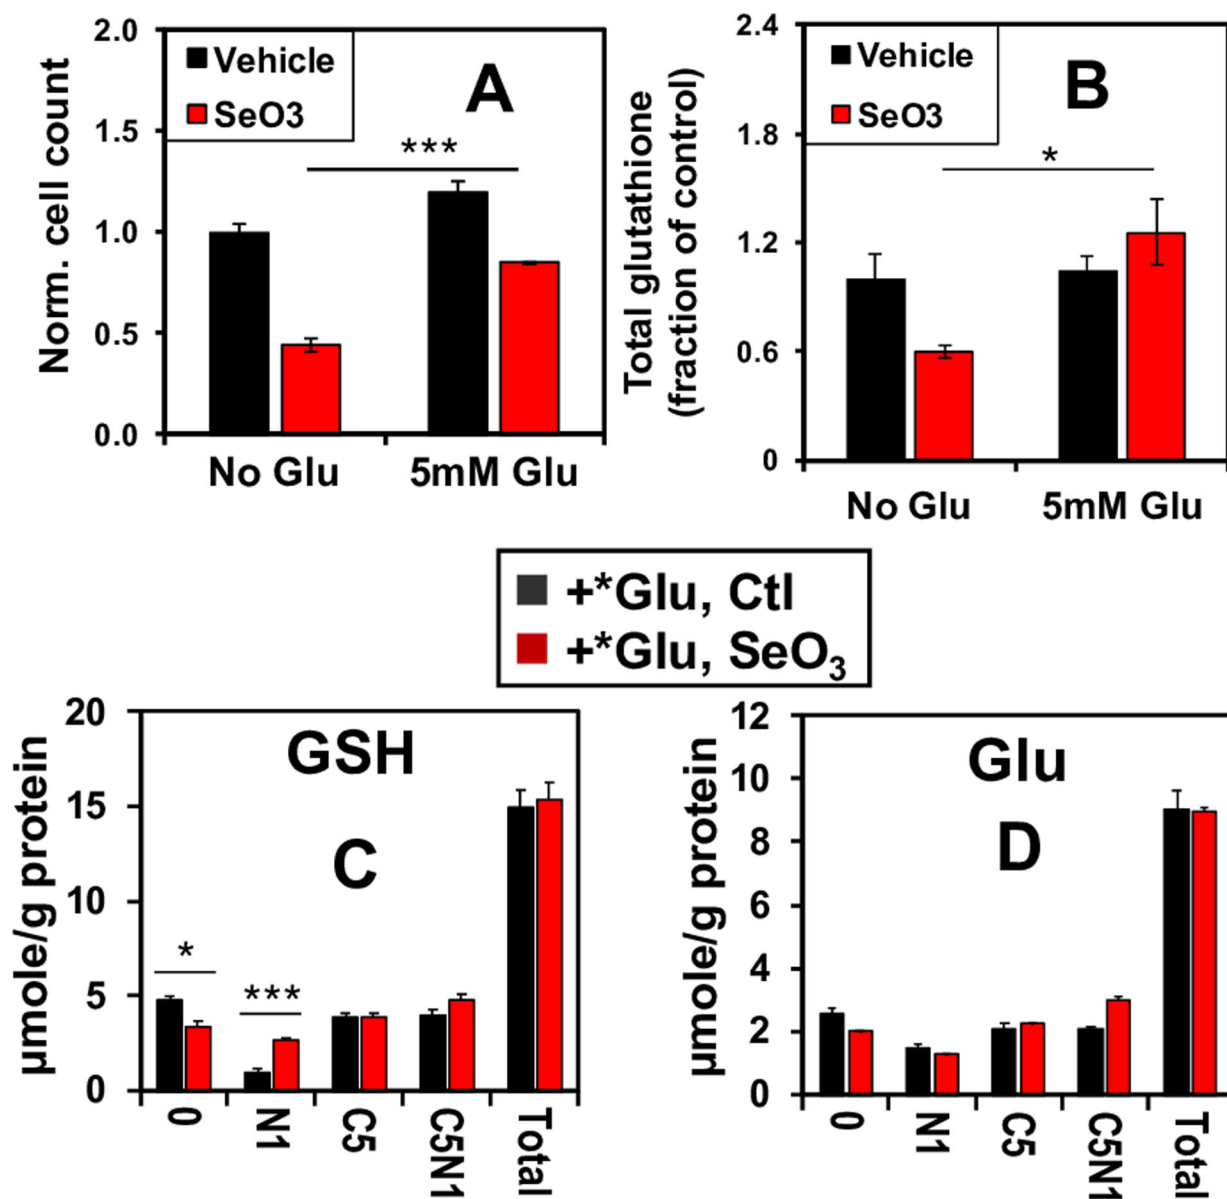 Norm. cell count
2.0
1.5
1.0
0.5
0.0
Vehicle
SeO3
A
***
No Glu
5mM Glu
Total glutathione
(fraction of control)
2.4
1.8
1.2
0.6
0
Vehicle
SeO3
B
*
No Glu
5mM Glu
+*Glu, Ctl
+*Glu, SeO₃
µmole/g protein
20
15
10
5
0
GSH
C
*
***
0
N1
C5
C5N1
Total
µmole/g protein
12
10
8
6
4
2
0
Glu
D
0
N1
C5
C5N1
Total